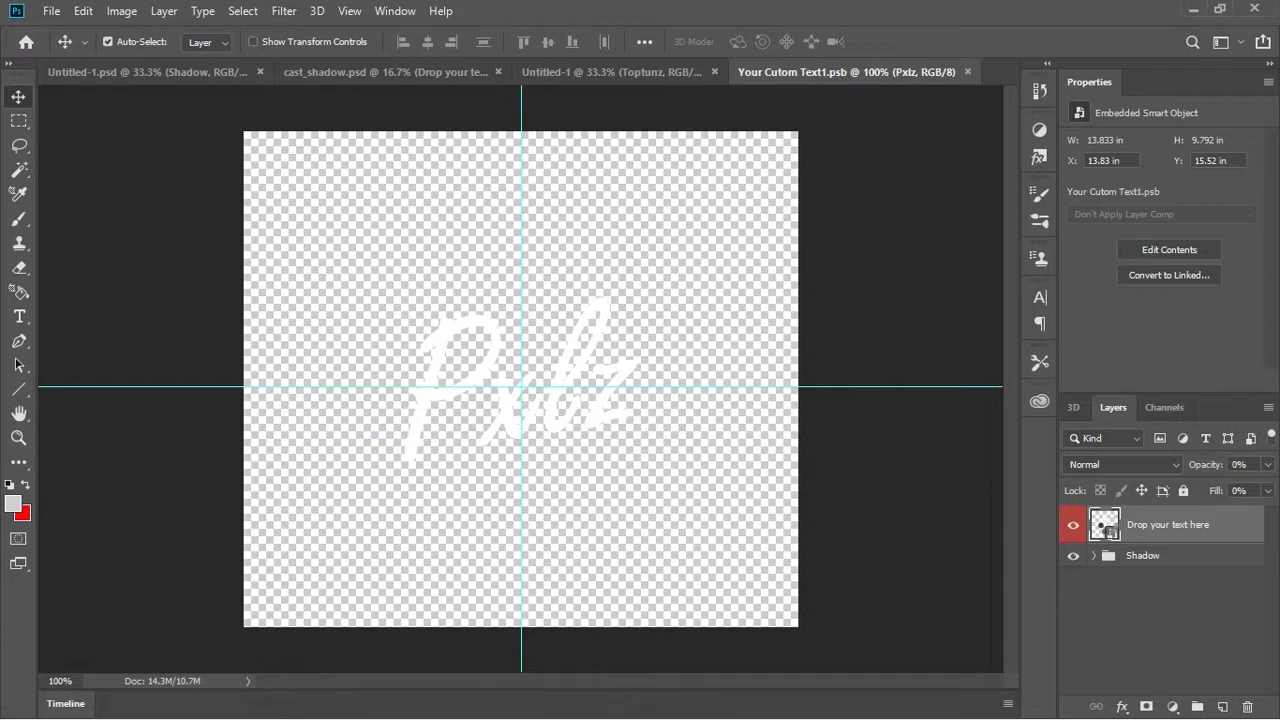 Ps File Edit Image Layer Type Select Filter 3D View Window Help
Auto-Select: Layer Show Transform Controls 3D Mode:
Untitled-1.psd @ 33.3% (Shadow, RGB/... × cast_shadow.psd @ 16.7% (Drop your te... × Untitled-1 @ 33.3% (Toptunz, RGB/... × Your Cutom Text1.psb @ 100% (Pxlz, RGB/8) ×
Properties
Embedded Smart Object
W: 13.833 in H: 9.792 in
X: 13.83 in Y: 15.52 in
Your Cutom Text1.psb
Don't Apply Layer Comp
Edit Contents
Convert to Linked...
Pxlz
3D Layers Channels
Kind
Normal Opacity: 0%
Lock: Fill: 0%
Drop your text here
Shadow
100% Doc: 14.3M/10.7M
Timeline